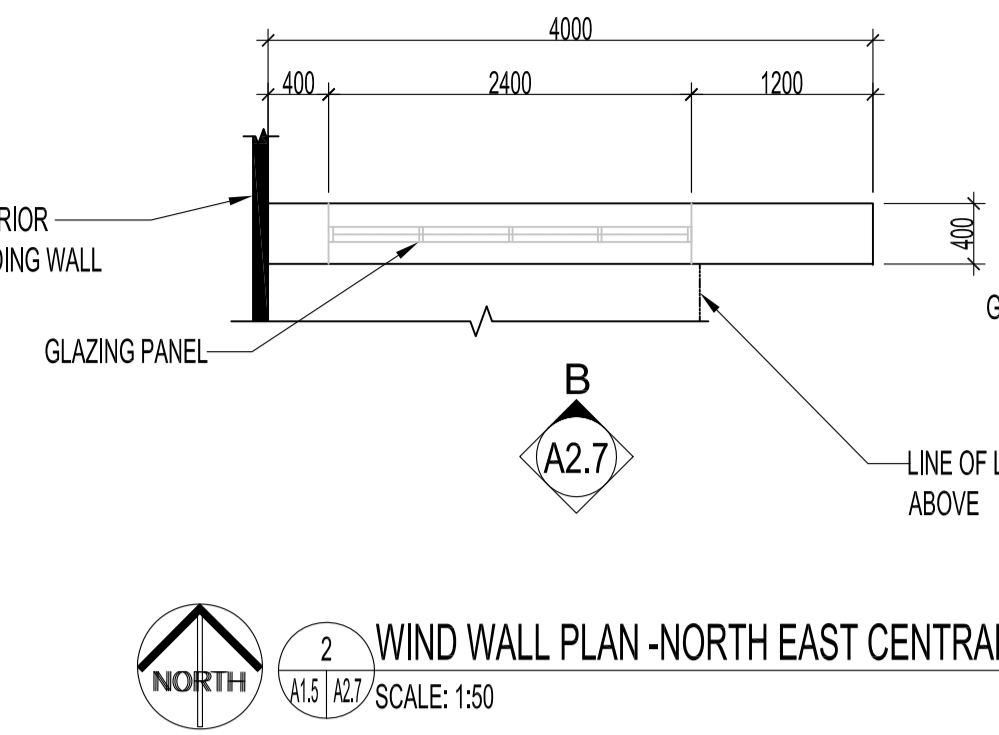 4000
400
2400
1200
RIOR
DING WALL
400
G
GLAZING PANEL
B
A2.7
LINE OF L
ABOVE
NORTH
2
A1.5 A2.7
WIND WALL PLAN -NORTH EAST CENTRAL
SCALE: 1:50